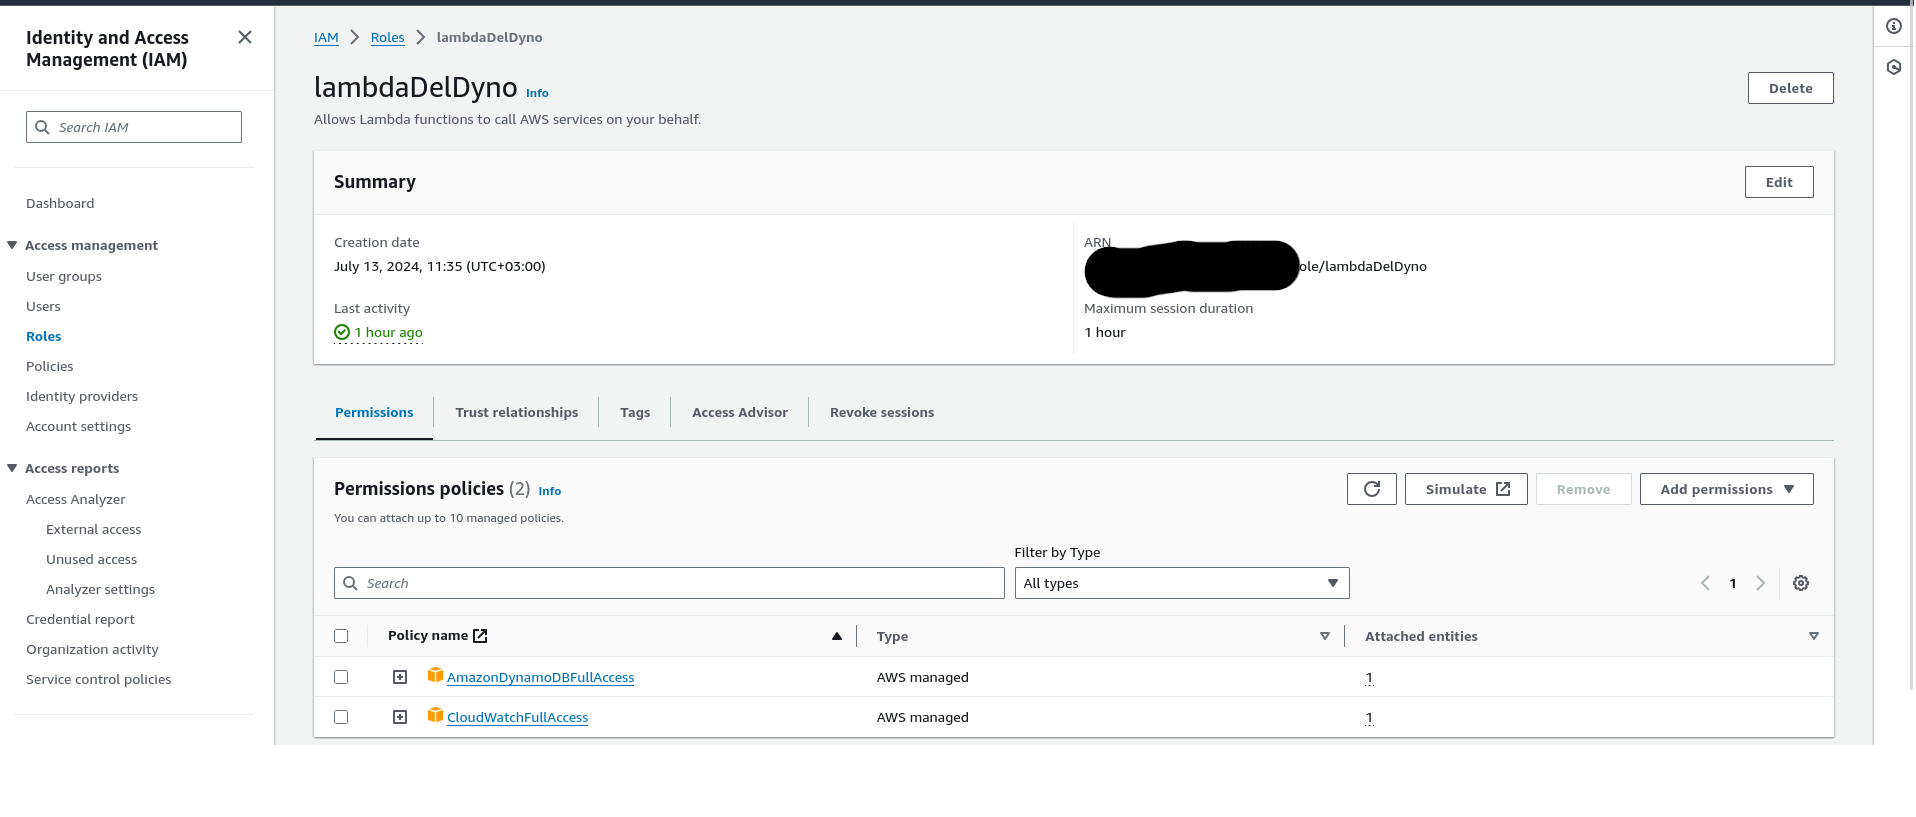 Identity and Access
Management (IAM)
Search IAM
Dashboard
Access management
User groups
Users
Roles
Policies
Identity providers
Account settings
Access reports
Access Analyzer
External access
Unused access
Analyzer settings
Credential report
Organization activity
Service control policies
IAM
Roles
lambdaDelDyno
lambdaDelDyno Info
Delete
Allows Lambda functions to call AWS services on your behalf.
Summary
Edit
Creation date
July 13, 2024, 11:35 (UTC+03:00)
Last activity
1 hour ago
ARN
ole/lambdaDelDyno
Maximum session duration
1 hour
Permissions
Trust relationships
Tags
Access Advisor
Revoke sessions
Permissions policies (2) Info
You can attach up to 10 managed policies.
Simulate
Remove
Add permissions
Search
Filter by Type
All types
1
Policy name
Type
Attached entities
AmazonDynamoDBFullAccess
AWS managed
1
CloudWatchFullAccess
AWS managed
1